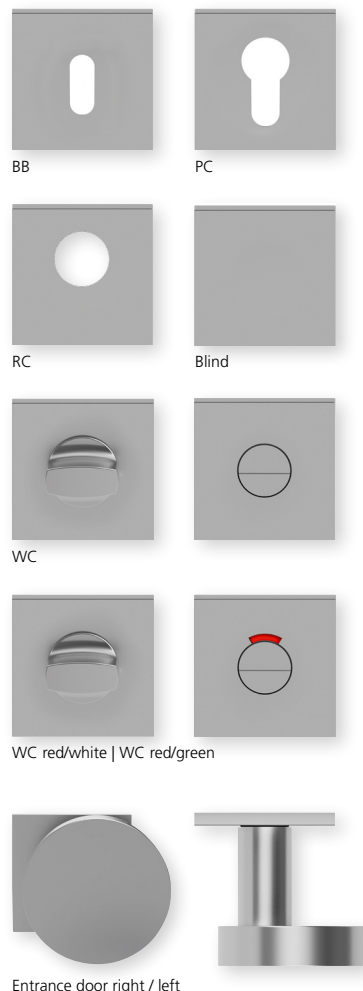 BB
PC
RC
Blind
WC
WC red/white | WC red/green
Entrance door right / left